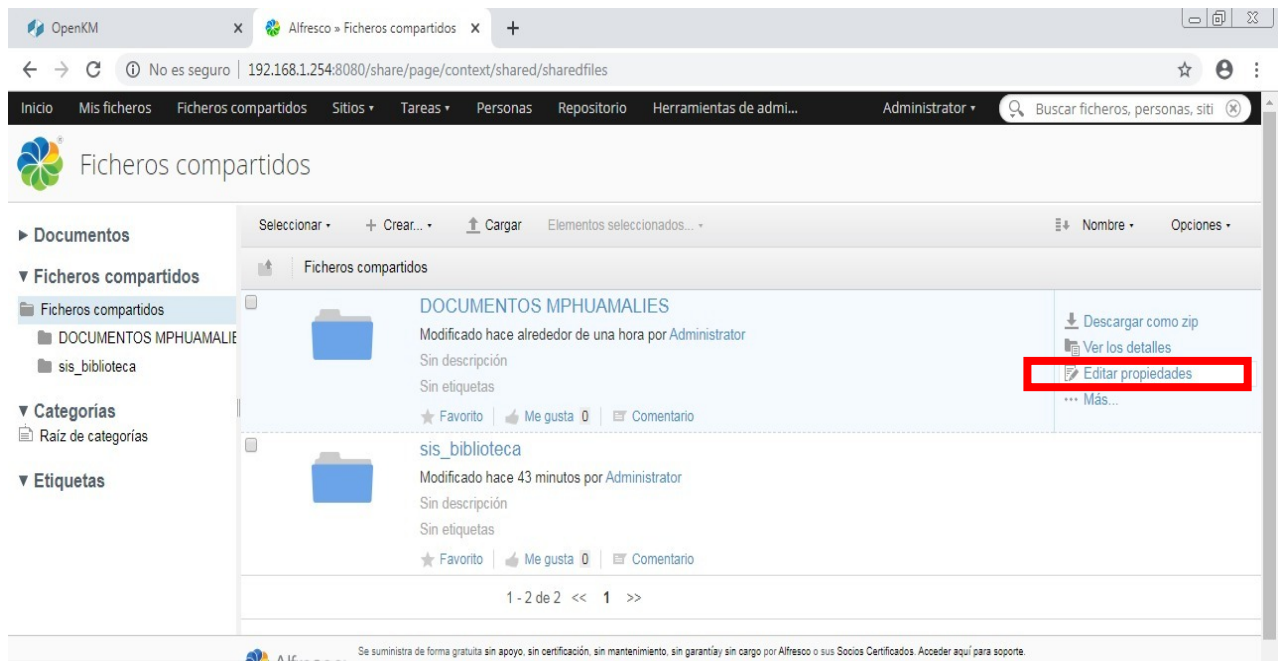 OpenKM
Alfresco » Ficheros compartidos
No es seguro | 192.168.1.254:8080/share/page/context/shared/sharedfiles
Inicio Mis ficheros Ficheros compartidos Sitios Tareas Personas Repositorio Herramientas de admi... Administrator Buscar ficheros, personas, siti
Ficheros compartidos
Documentos
Ficheros compartidos
Ficheros compartidos
DOCUMENTOS MPHUAMALIE
sis_biblioteca
Categorías
Raíz de categorías
Etiquetas
Seleccionar + Crear... Cargar Elementos seleccionados... Nombre Opciones
Ficheros compartidos
DOCUMENTOS MPHUAMALIES
Modificado hace alrededor de una hora por Administrator
Sin descripción
Sin etiquetas
Favorito Me gusta 0 Comentario
Descargar como zip
Ver los detalles
Editar propiedades
Más...
sis_biblioteca
Modificado hace 43 minutos por Administrator
Sin descripción
Sin etiquetas
Favorito Me gusta 0 Comentario
1 - 2 de 2 << 1 >>
Se suministra de forma gratuita sin apoyo, sin certificación, sin mantenimiento, sin garantíay sin cargo por Alfresco o sus Socios Certificados. Acceder aquí para soporte.